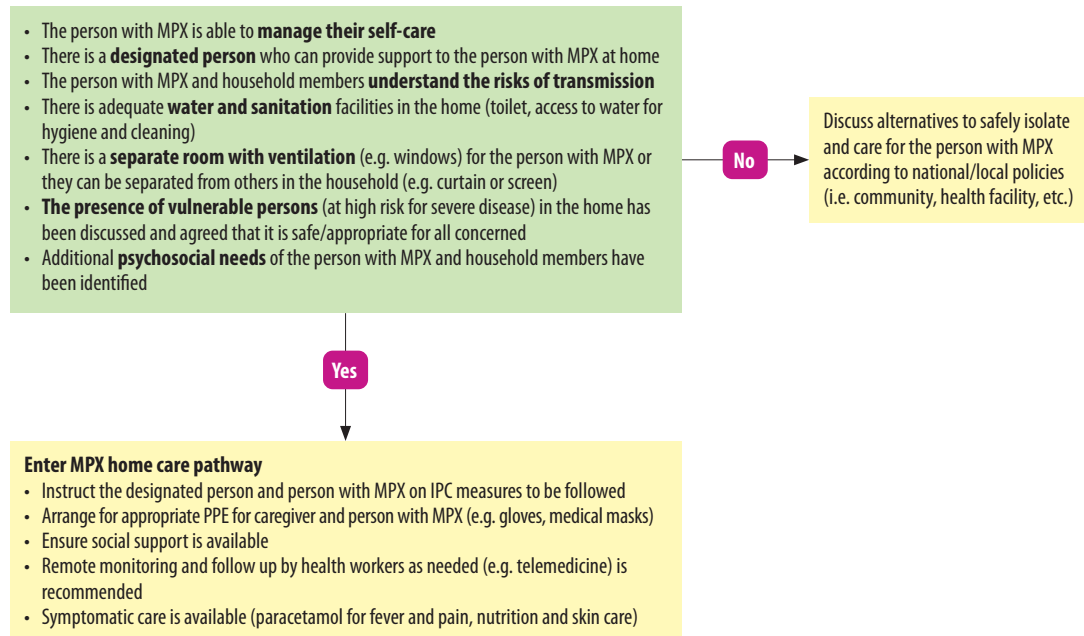 • The person with MPX is able to manage their self-care
• There is a designated person who can provide support to the person with MPX at home
• The person with MPX and household members understand the risks of transmission
• There is adequate water and sanitation facilities in the home (toilet, access to water for
hygiene and cleaning)
• There is a separate room with ventilation (e.g. windows) for the person with MPX or
they can be separated from others in the household (e.g. curtain or screen)
• The presence of vulnerable persons (at high risk for severe disease) in the home has
been discussed and agreed that it is safe/appropriate for all concerned
• Additional psychosocial needs of the person with MPX and household members have
been identified
No
Discuss alternatives to safely isolate
and care for the person with MPX
according to national/local policies
(i.e. community, health facility, etc.)
Yes
Enter MPX home care pathway
• Instruct the designated person and person with MPX on IPC measures to be followed
• Arrange for appropriate PPE for caregiver and person with MPX (e.g. gloves, medical masks)
• Ensure social support is available
• Remote monitoring and follow up by health workers as needed (e.g. telemedicine) is
recommended
• Symptomatic care is available (paracetamol for fever and pain, nutrition and skin care)